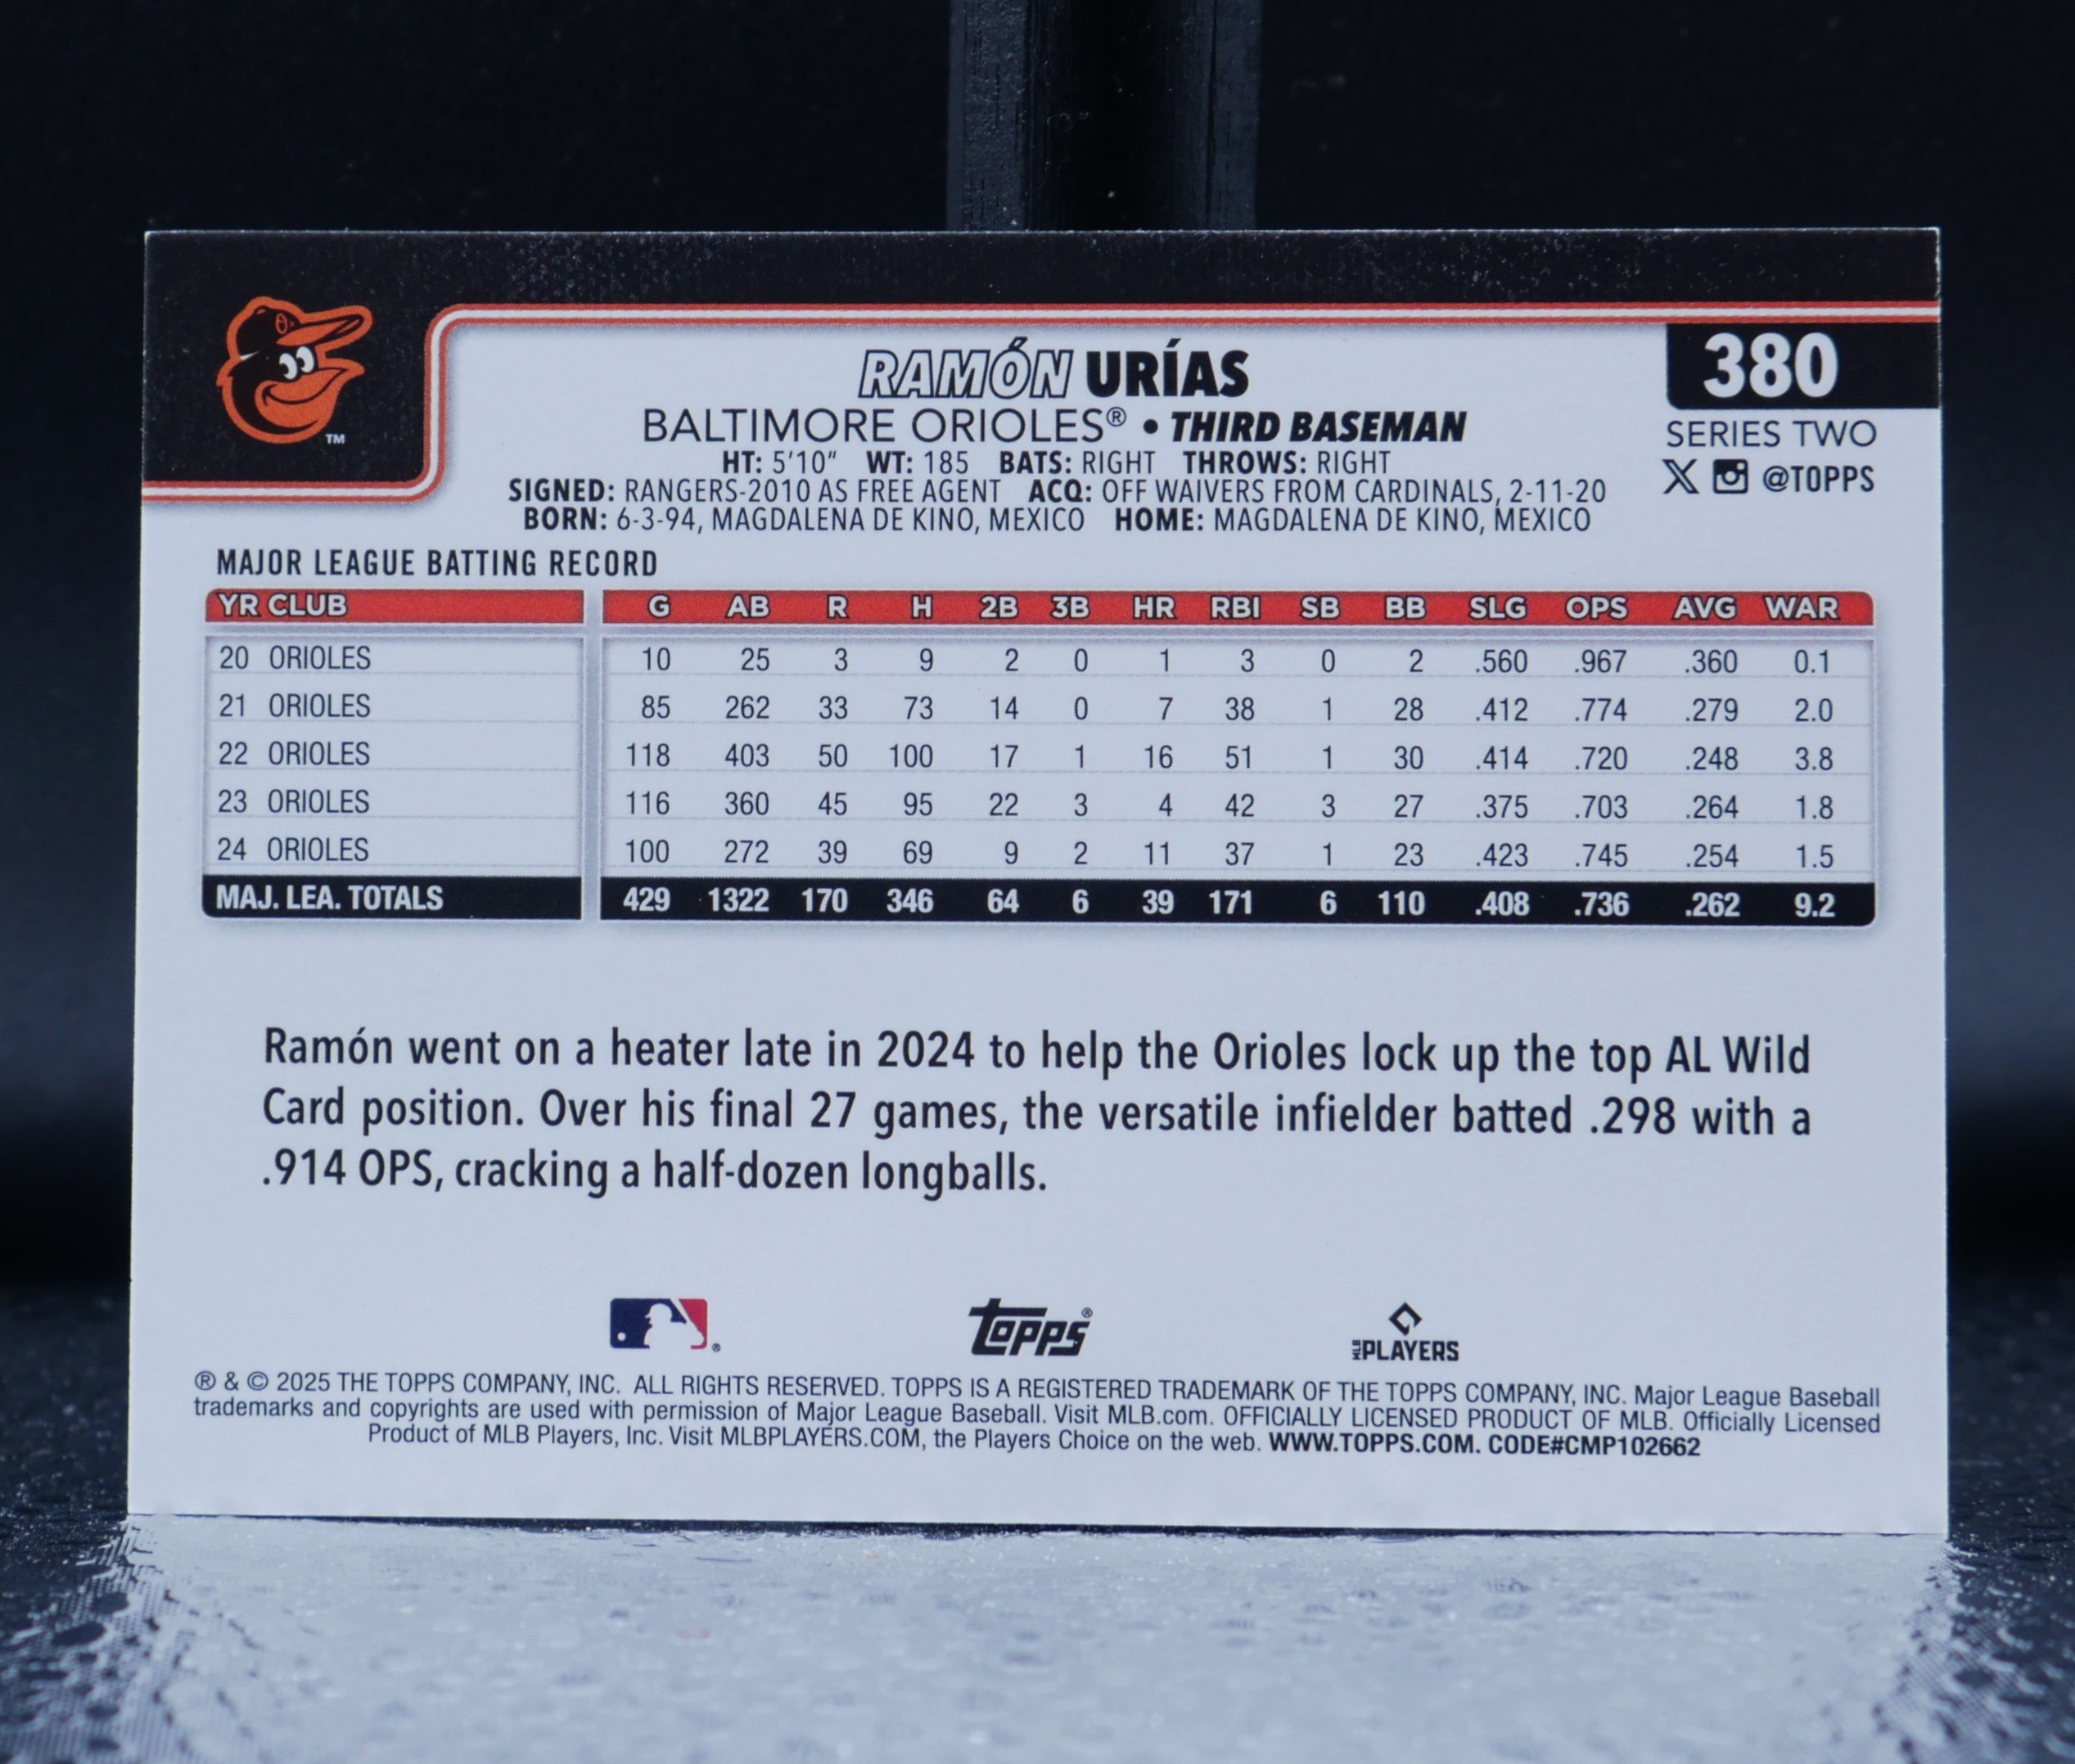 RAMÓN URÍAS
380
BALTIMORE ORIOLES® • THIRD BASEMAN
SERIES TWO
HT: 5'10" WT: 185 BATS: RIGHT THROWS: RIGHT
@TOPPS
SIGNED: RANGERS-2010 AS FREE AGENT ACQ: OFF WAIVERS FROM CARDINALS, 2-11-20
BORN: 6-3-94, MAGDALENA DE KINO, MEXICO HOME: MAGDALENA DE KINO, MEXICO
TM
MAJOR LEAGUE BATTING RECORD
YR CLUB G AB R H 2B 3B HR RBI SB BB SLG OPS AVG WAR
20 ORIOLES 10 25 3 9 2 0 1 3 0 2 .560 .967 .360 0.1
21 ORIOLES 85 262 33 73 14 0 7 38 1 28 .412 .774 .279 2.0
22 ORIOLES 118 403 50 100 17 1 16 51 1 30 .414 .720 .248 3.8
23 ORIOLES 116 360 45 95 22 3 4 42 3 27 .375 .703 .264 1.8
24 ORIOLES 100 272 39 69 9 2 11 37 1 23 .423 .745 .254 1.5
MAJ. LEA. TOTALS 429 1322 170 346 64 6 39 171 6 110 .408 .736 .262 9.2
Ramón went on a heater late in 2024 to help the Orioles lock up the top AL Wild
Card position. Over his final 27 games, the versatile infielder batted .298 with a
.914 OPS, cracking a half-dozen longballs.
Topps®
MLB PLAYERS
® & © 2025 THE TOPPS COMPANY, INC. ALL RIGHTS RESERVED. TOPPS IS A REGISTERED TRADEMARK OF THE TOPPS COMPANY, INC. Major League Baseball
trademarks and copyrights are used with permission of Major League Baseball. Visit MLB.com. OFFICIALLY LICENSED PRODUCT OF MLB. Officially Licensed
Product of MLB Players, Inc. Visit MLBPLAYERS.COM, the Players Choice on the web. WWW.TOPPS.COM. CODE#CMP102662